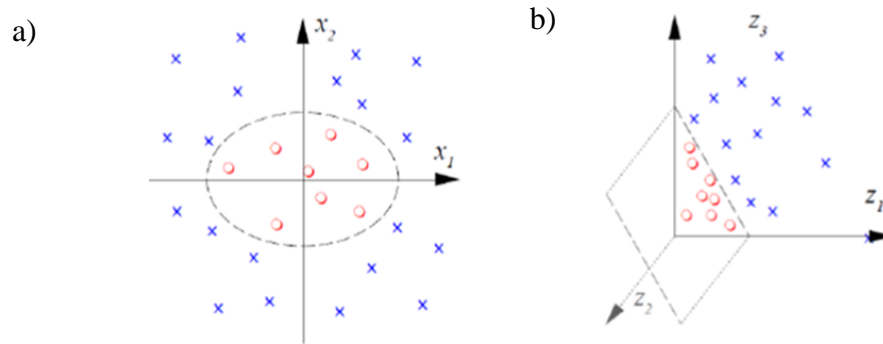 a)
x₂
x₁
b)
z₃
z₁
z₂